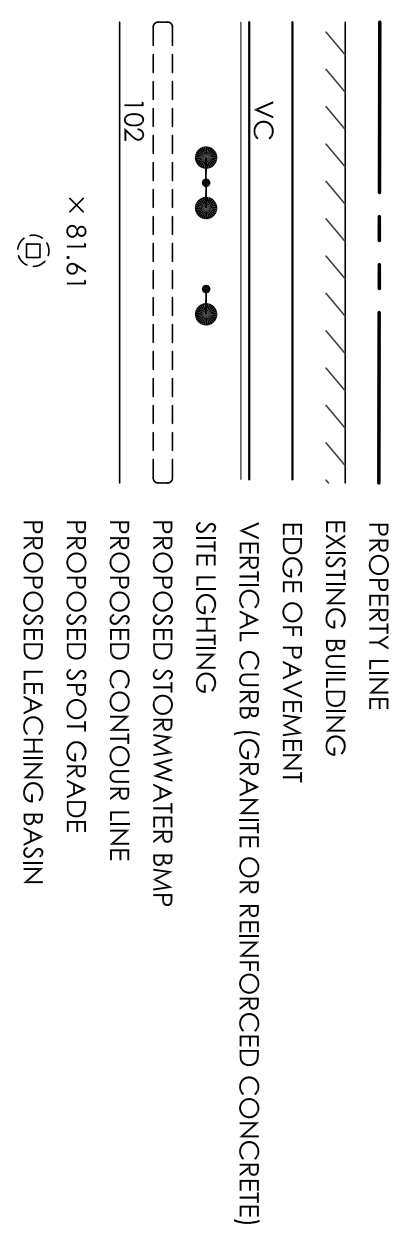 PROPERTY LINE
EXISTING BUILDING
EDGE OF PAVEMENT
VC VERTICAL CURB (GRANITE OR REINFORCED CONCRETE)
SITE LIGHTING
PROPOSED STORMWATER BMP
102 PROPOSED CONTOUR LINE
× 81.61 PROPOSED SPOT GRADE
PROPOSED LEACHING BASIN